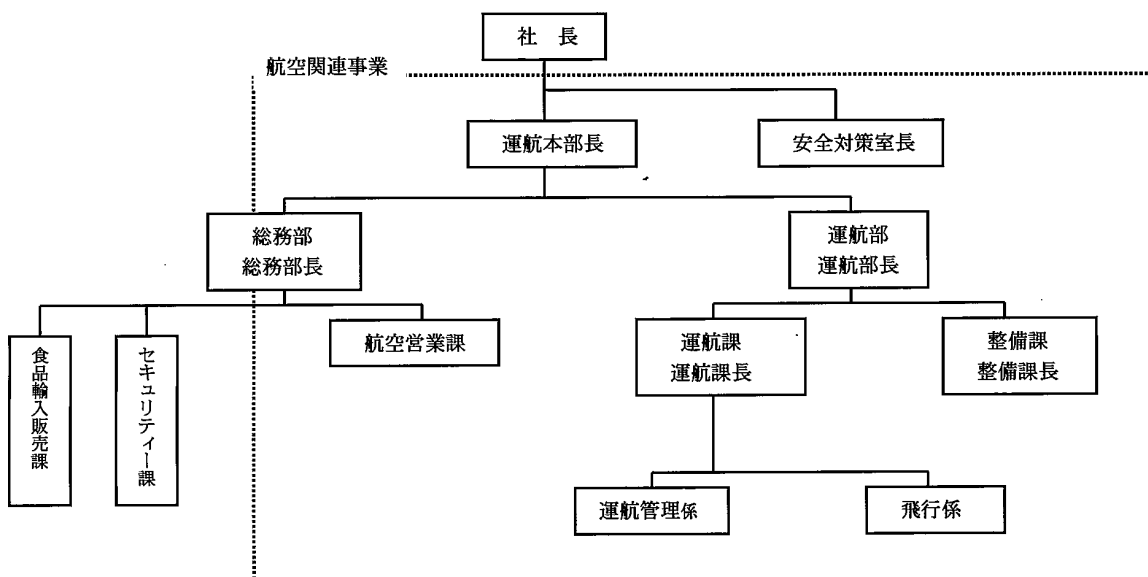 社 長
航空関連事業
運航本部長
安全対策室長
総務部
総務部長
運航部
運航部長
食品輸入販売課
セキュリティー課
航空営業課
運航課
運航課長
整備課
整備課長
運航管理係
飛行係